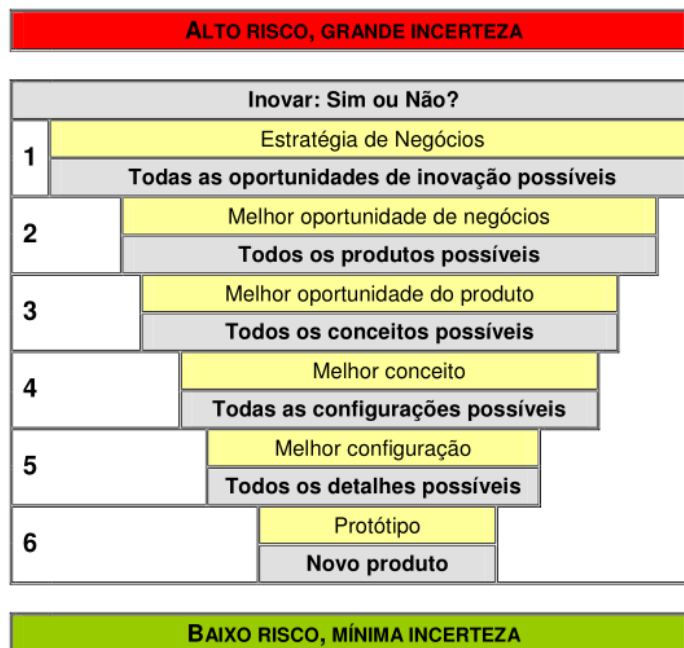 ALTO RISCO, GRANDE INCERTEZA
Inovar: Sim ou Não?
1
Estratégia de Negócios
Todas as oportunidades de inovação possíveis
2
Melhor oportunidade de negócios
Todos os produtos possíveis
3
Melhor oportunidade do produto
Todos os conceitos possíveis
4
Melhor conceito
Todas as configurações possíveis
5
Melhor configuração
Todos os detalhes possíveis
6
Protótipo
Novo produto
BAIXO RISCO, MÍNIMA INCERTEZA